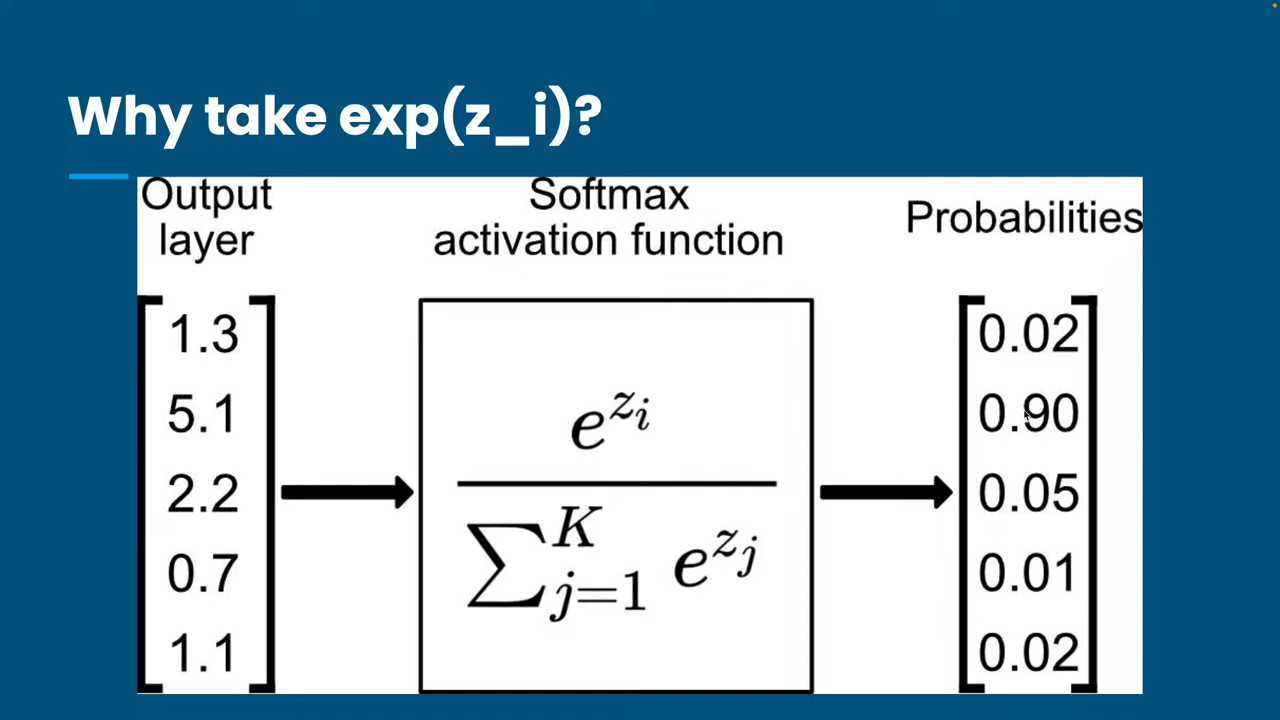 Why take exp(z_i)?
Output
layer
Softmax
activation function
Probabilities
1.3
5.1
2.2
0.7
1.1
e^{z_i}
∑_{j=1}^{K} e^{z_j}
0.02
0.90
0.05
0.01
0.02